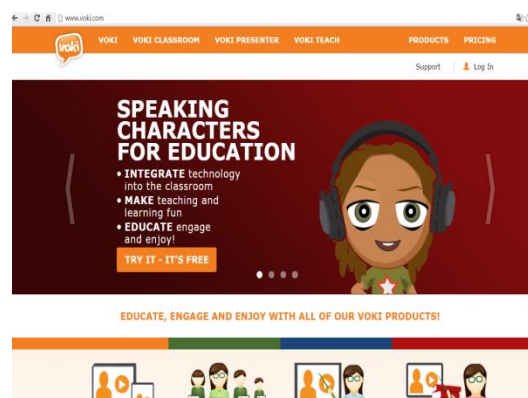 www.voki.com
voki
VOKI VOKI CLASSROOM VOKI PRESENTER VOKI TEACH PRODUCTS PRICING
Support Log In
SPEAKING
CHARACTERS
FOR EDUCATION
• INTEGRATE technology
into the classroom
• MAKE teaching and
learning fun
• EDUCATE engage
and enjoy!
TRY IT - IT'S FREE
EDUCATE, ENGAGE AND ENJOY WITH ALL OF OUR VOKI PRODUCTS!